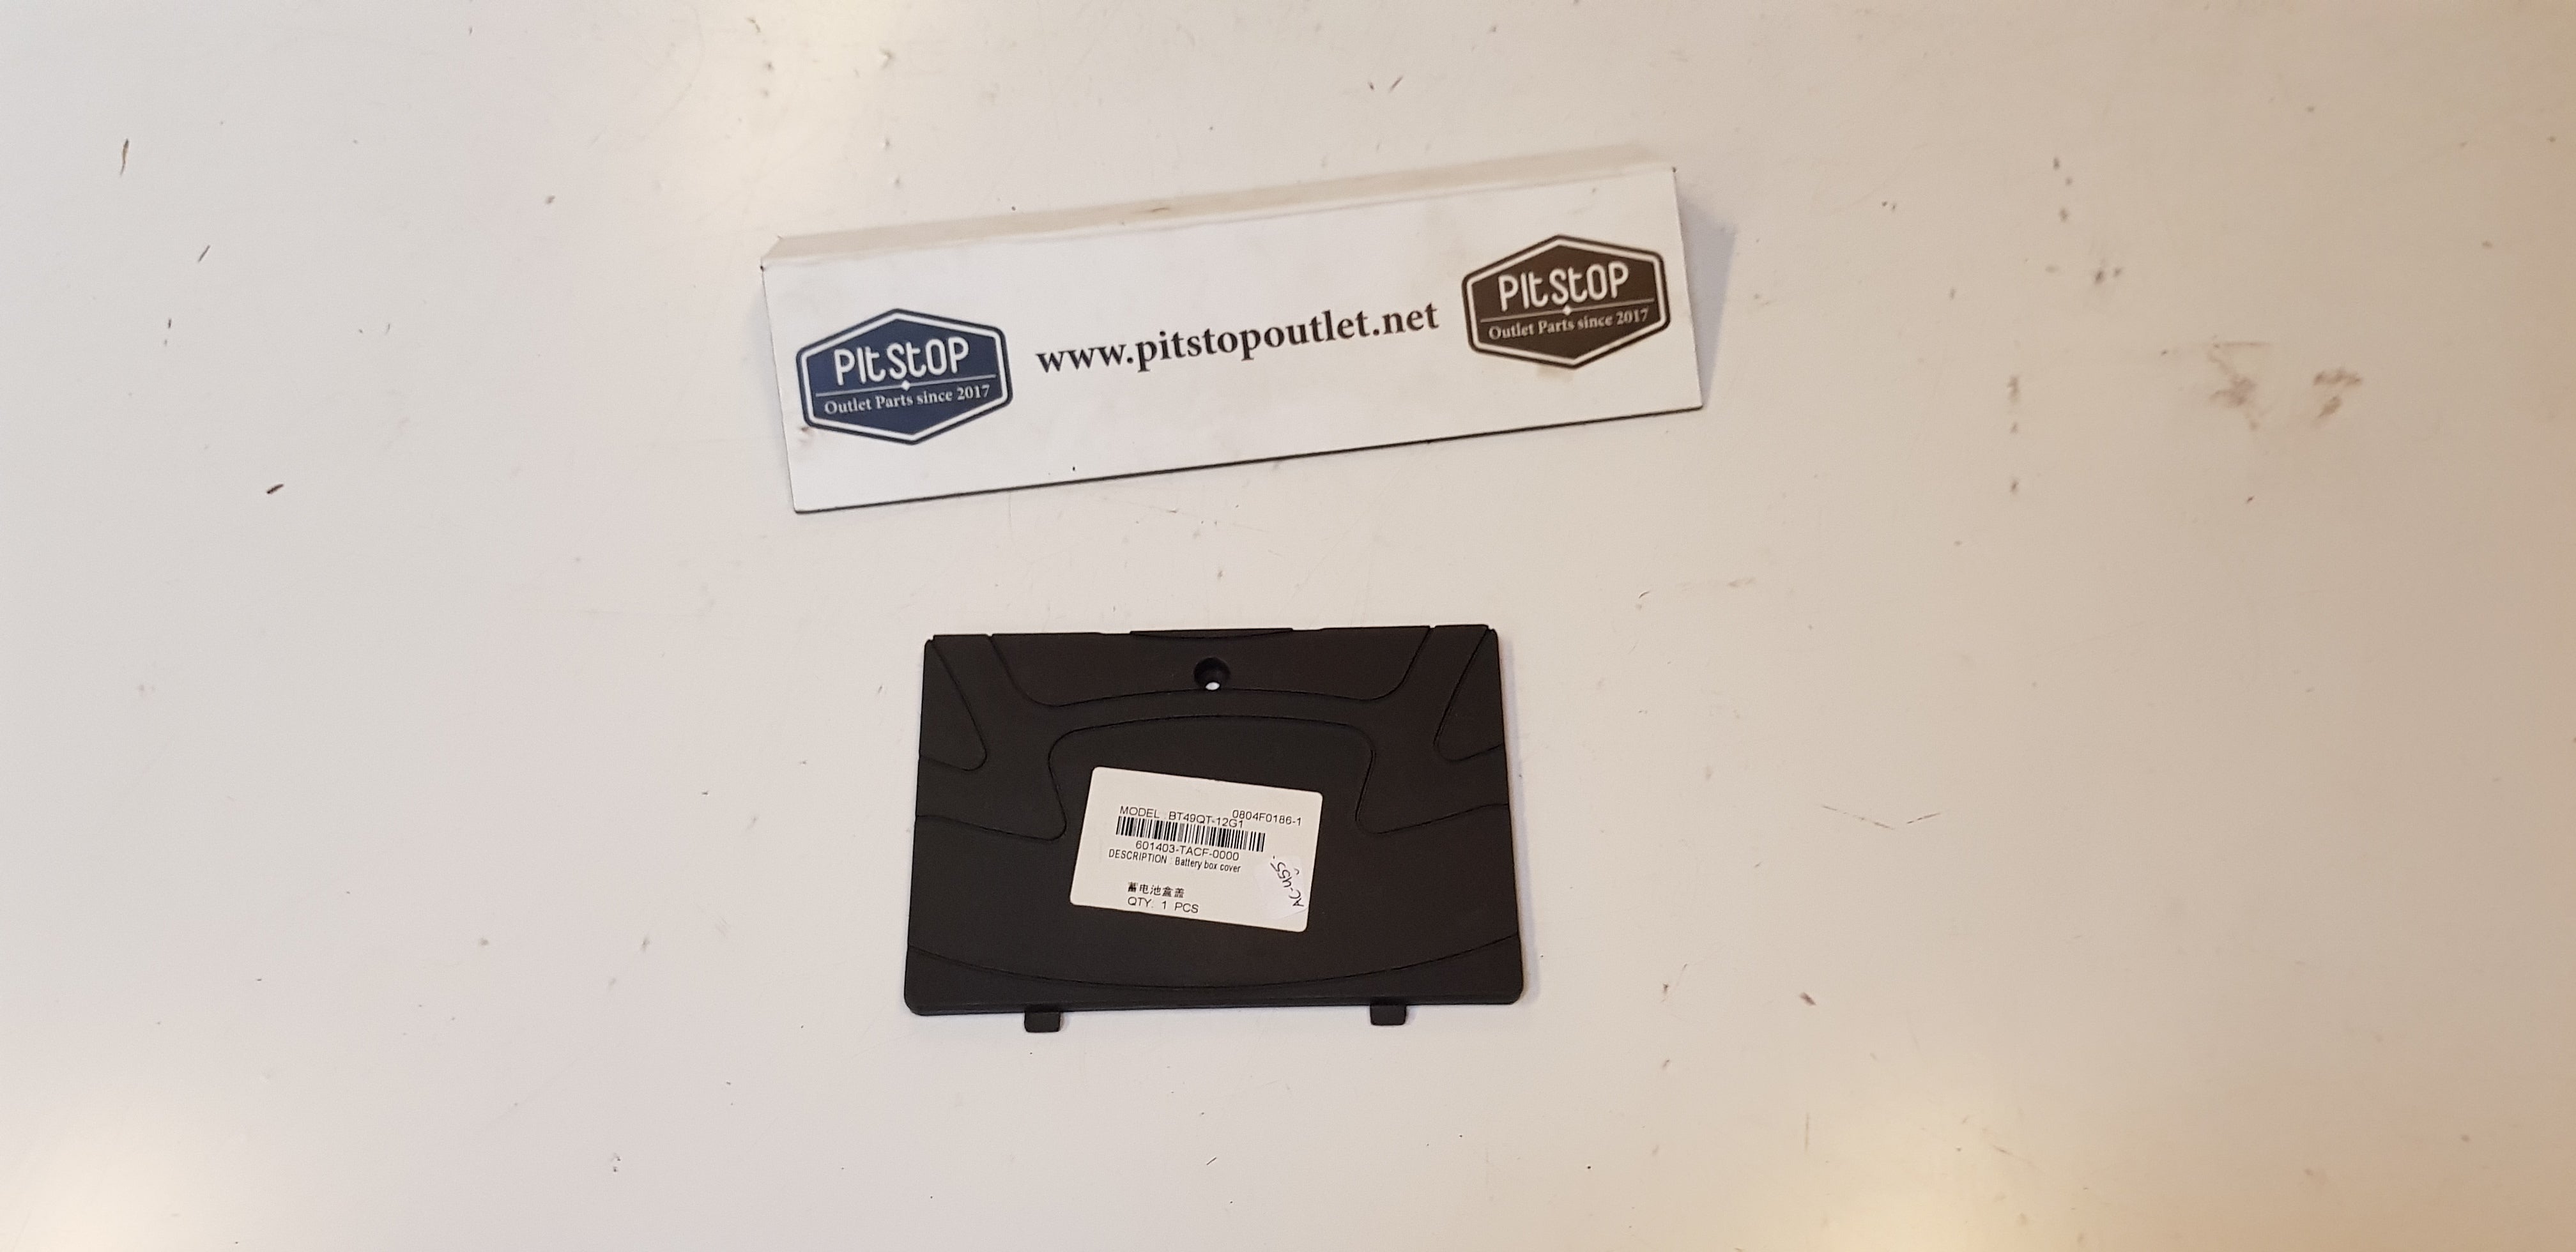 PitStOP
Outlet Parts since 2017
www.pitstopoutlet.net
PitStOP
Outlet Parts since 2017
0804F0186-1
MODEL BT49QT-12G1
601403-TACF-0000
DESCRIPTION : Battery box cover
蓄电池盒盖
QTY. 1 PCS